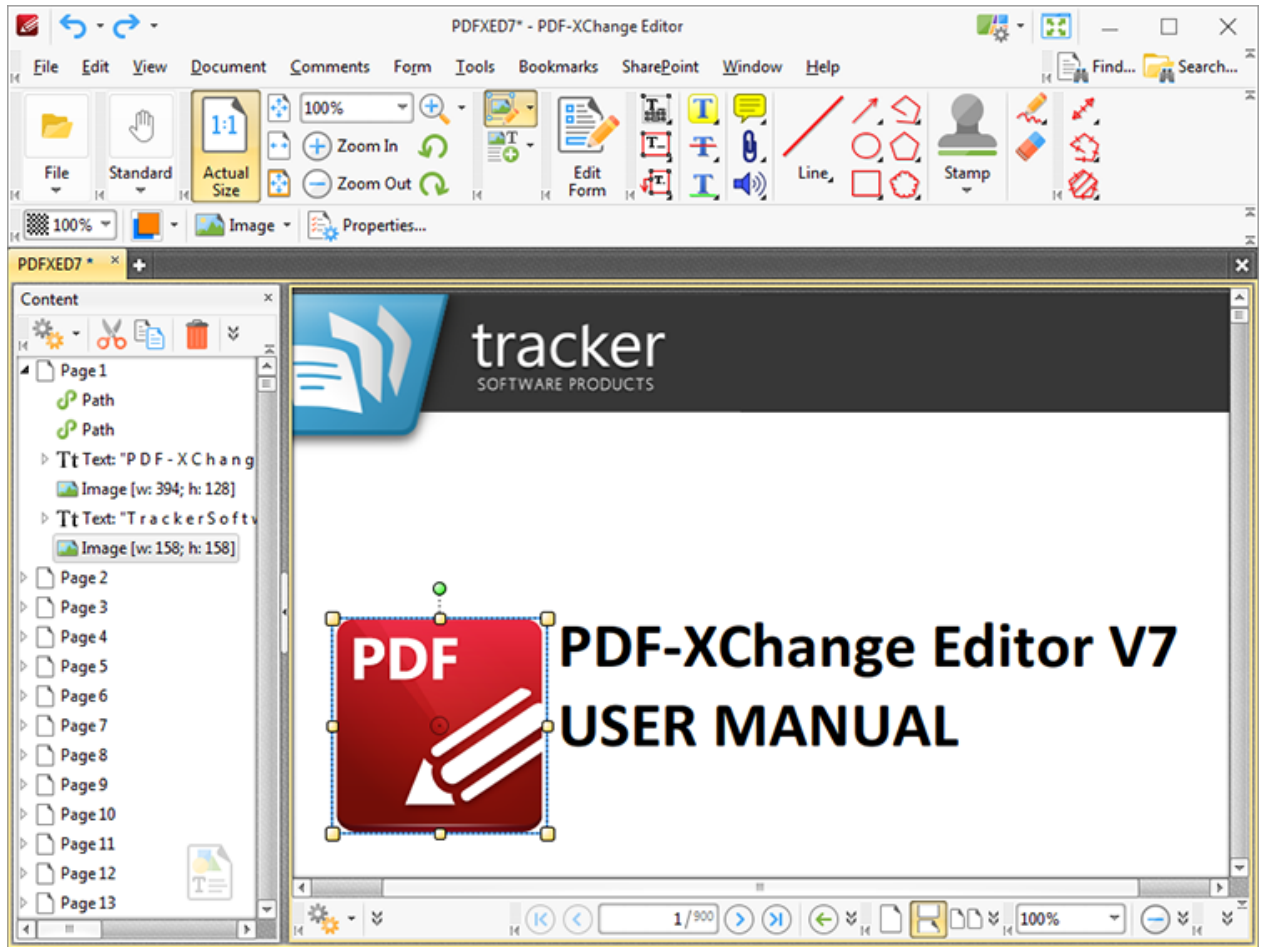 PDFXED7* - PDF-XChange Editor
File Edit View Document Comments Form Tools Bookmarks SharePoint Window Help Find... Search...
File
Standard
1:1
Actual
Size
100%
Zoom In
Zoom Out
Edit
Form
Line
Stamp
100% Image Properties...
PDFXED7 *
Content
Page 1
Path
Path
Text: "P D F - X C h a n g
Image [w: 394; h: 128]
Text: "T r a c k e r S o f t
Image [w: 158; h: 158]
Page 2
Page 3
Page 4
Page 5
Page 6
Page 7
Page 8
Page 9
Page 10
Page 11
Page 12
Page 13
tracker
SOFTWARE PRODUCTS
PDF
PDF-XChange Editor V7
USER MANUAL
1/900
100%